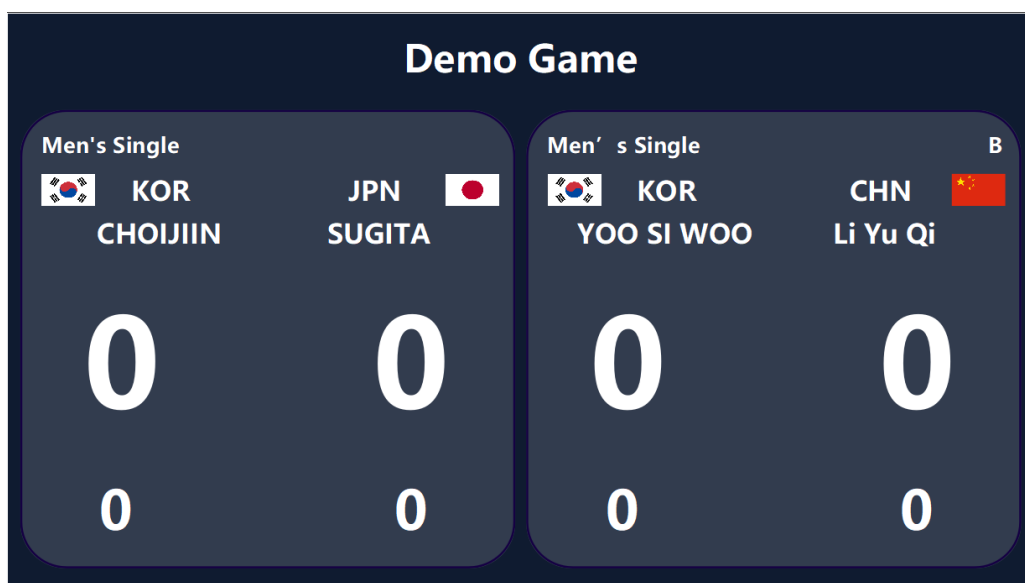 Demo Game
Men's Single
KOR JPN
CHOIJIIN SUGITA
0 0
0 0
Men’s Single B
KOR CHN
YOO SI WOO Li Yu Qi
0 0
0 0